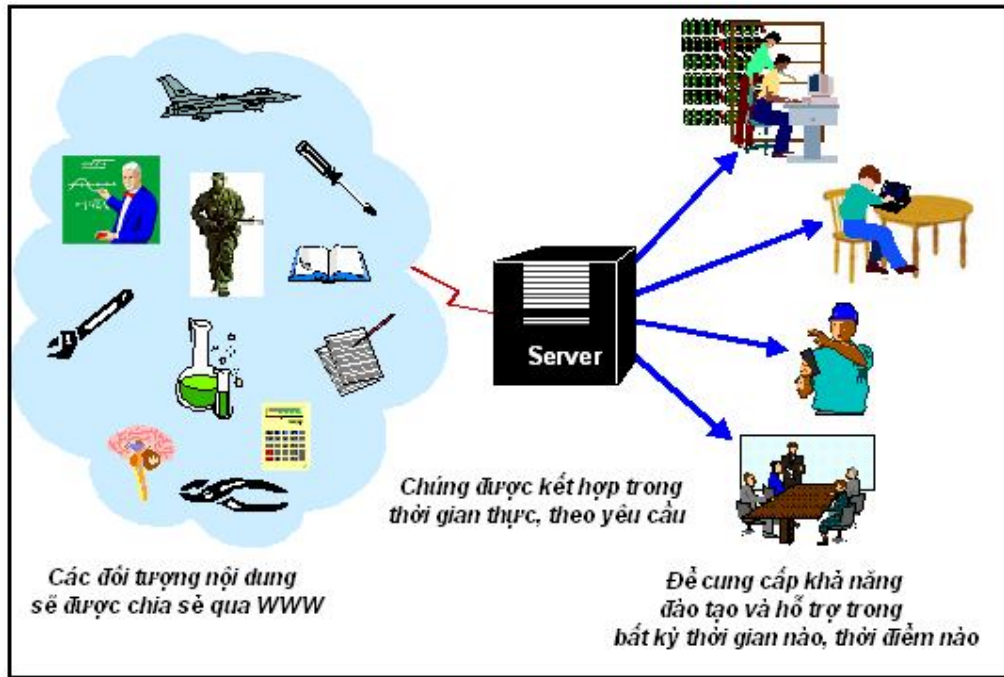 Server
Chúng được kết hợp trong
thời gian thực, theo yêu cầu
Các đối tượng nội dung
sẽ được chia sẻ qua WWW
Để cung cấp khả năng
đào tạo và hỗ trợ trong
bất kỳ thời gian nào, thời điểm nào